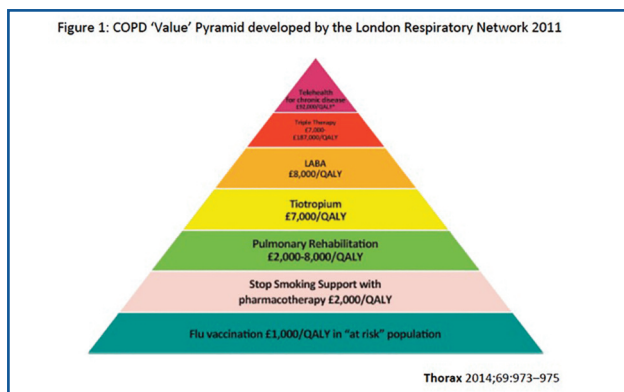 Figure 1: COPD 'Value' Pyramid developed by the London Respiratory Network 2011
Telehealth
for chronic disease
£92,000/QALY*
Triple Therapy
£7,000-
£187,000/QALY
LABA
£8,000/QALY
Tiotropium
£7,000/QALY
Pulmonary Rehabilitation
£2,000-8,000/QALY
Stop Smoking Support with
pharmacotherapy £2,000/QALY
Flu vaccination £1,000/QALY in "at risk" population
Thorax 2014;69:973–975